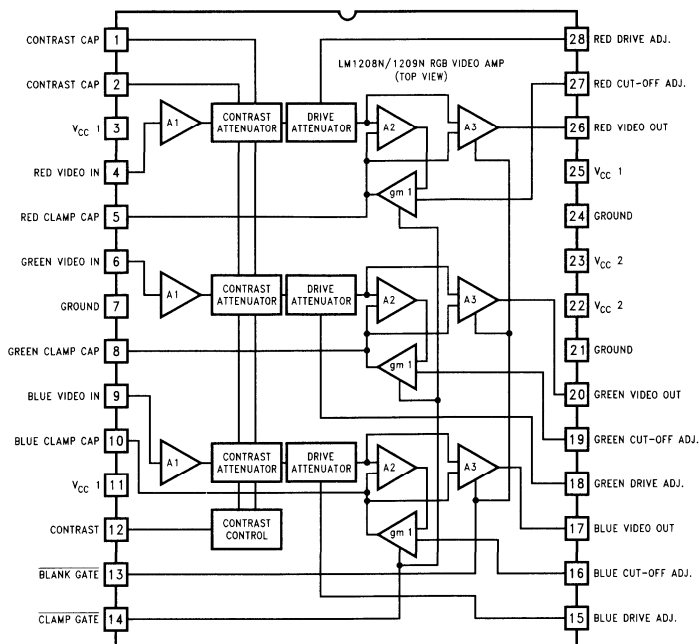 CONTRAST CAP 1
CONTRAST CAP 2
VCC 1 3
RED VIDEO IN 4
RED CLAMP CAP 5
GREEN VIDEO IN 6
GROUND 7
GREEN CLAMP CAP 8
BLUE VIDEO IN 9
BLUE CLAMP CAP 10
VCC 1 11
CONTRAST 12
BLANK GATE 13
CLAMP GATE 14
LM1208N/1209N RGB VIDEO AMP
(TOP VIEW)
A1
CONTRAST
ATTENUATOR
DRIVE
ATTENUATOR
A2
A3
gm 1
A1
CONTRAST
ATTENUATOR
DRIVE
ATTENUATOR
A2
A3
gm 1
A1
CONTRAST
ATTENUATOR
DRIVE
ATTENUATOR
A2
A3
gm 1
CONTRAST
CONTROL
28 RED DRIVE ADJ.
27 RED CUT-OFF ADJ.
26 RED VIDEO OUT
25 VCC 1
24 GROUND
23 VCC 2
22 VCC 2
21 GROUND
20 GREEN VIDEO OUT
19 GREEN CUT-OFF ADJ.
18 GREEN DRIVE ADJ.
17 BLUE VIDEO OUT
16 BLUE CUT-OFF ADJ.
15 BLUE DRIVE ADJ.